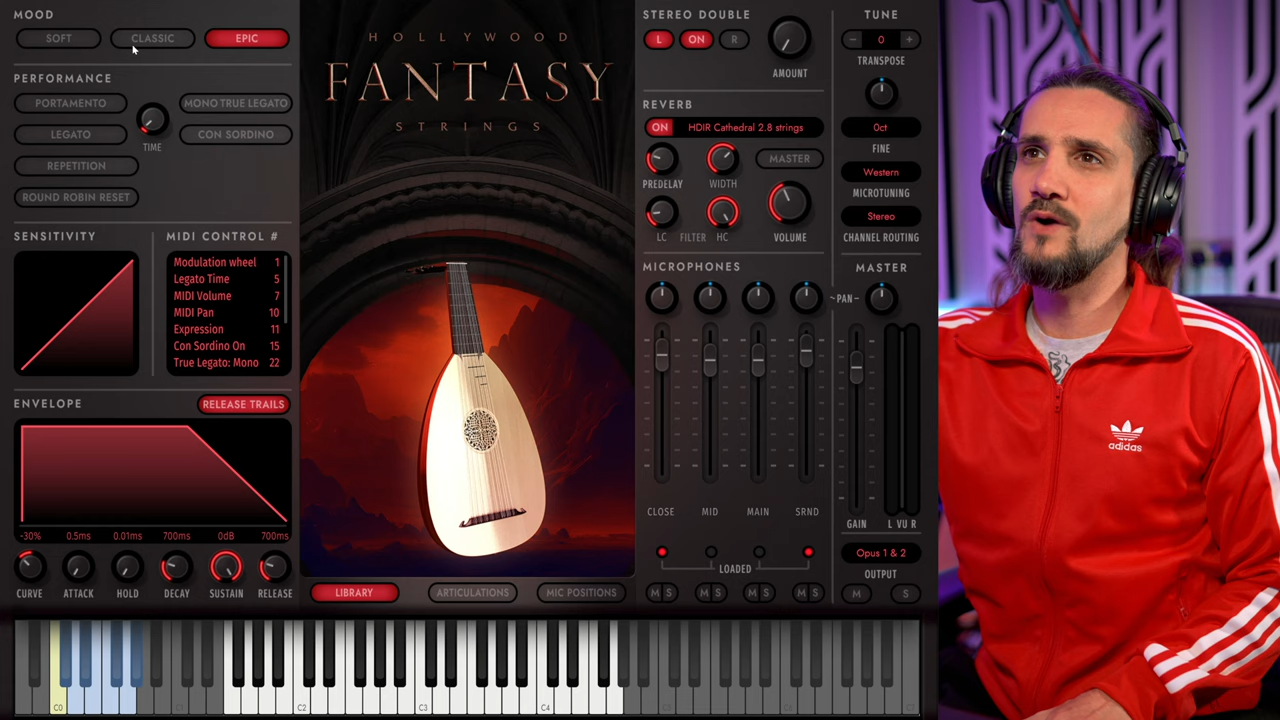 MOOD
SOFT
CLASSIC
EPIC
PERFORMANCE
PORTAMENTO
MONO TRUE LEGATO
LEGATO
CON SORDINO
TIME
REPETITION
ROUND ROBIN RESET
SENSITIVITY
MIDI CONTROL #
Modulation wheel 1
Legato Time 5
MIDI Volume 7
MIDI Pan 10
Expression 11
Con Sordino On 15
True Legato: Mono 22
ENVELOPE
RELEASE TRAILS
-30% 0.5ms 0.01ms 700ms 0dB 700ms
CURVE ATTACK HOLD DECAY SUSTAIN RELEASE
HOLLYWOOD
FANTASY
STRINGS
LIBRARY
ARTICULATIONS
MIC POSITIONS
STEREO DOUBLE
L ON R
AMOUNT
REVERB
ON HDIR Cathedral 2.8 strings
MASTER
PREDELAY WIDTH
LC FILTER HC VOLUME
MICROPHONES
PAN
CLOSE MID MAIN SRND
LOADED
M S M S M S M S
TUNE
- 0 +
TRANSPOSE
0ct
FINE
Western
MICROTUNING
Stereo
CHANNEL ROUTING
MASTER
GAIN L VU R
Opus 1 & 2
OUTPUT
M S
C0 C1 C2 C3 C4
adidas